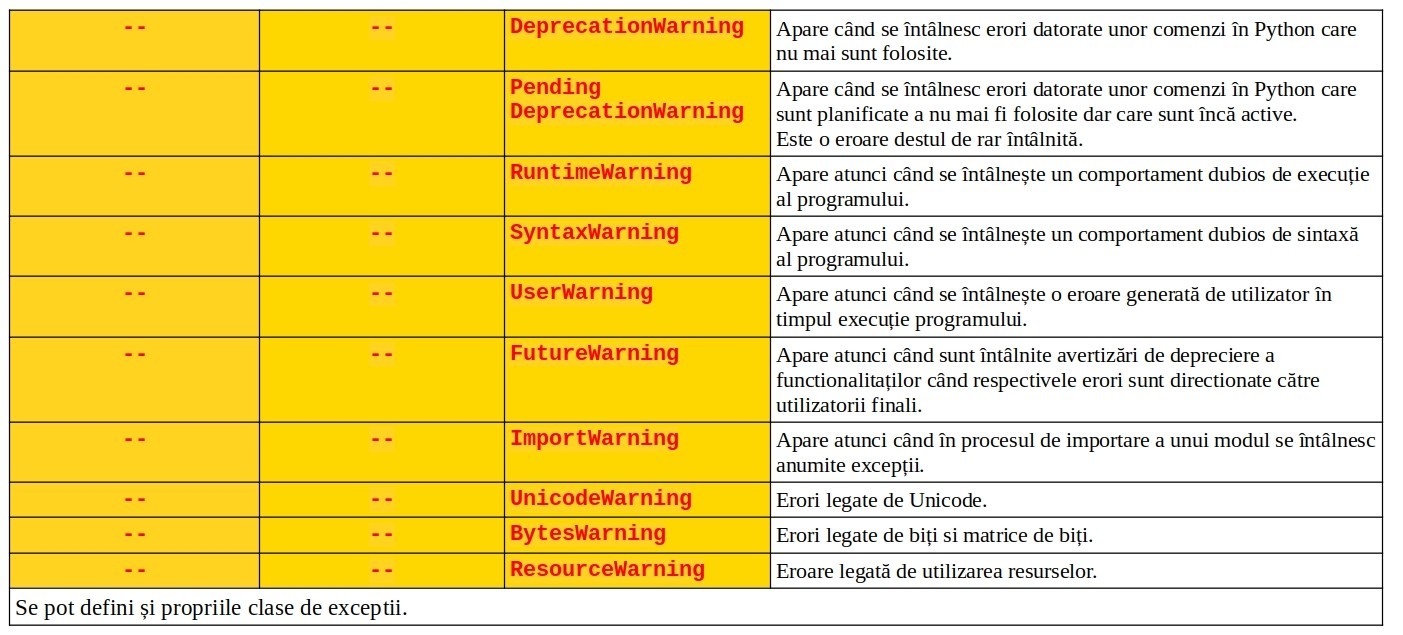 -- -- DeprecationWarning Apare când se întâlnesc erori datorate unor comenzi în Python care
nu mai sunt folosite.
-- -- Pending Apare când se întâlnesc erori datorate unor comenzi în Python care
DeprecationWarning sunt planificate a nu mai fi folosite dar care sunt încă active.
Este o eroare destul de rar întâlnită.
-- -- RuntimeWarning Apare atunci când se întâlnește un comportament dubios de execuție
al programului.
-- -- SyntaxWarning Apare atunci când se întâlnește un comportament dubios de sintaxă
al programului.
-- -- UserWarning Apare atunci când se întâlnește o eroare generată de utilizator în
timpul execuție programului.
-- -- FutureWarning Apare atunci când sunt întâlnite avertizări de depreciere a
functionalitaților când respectivele erori sunt directionate către
utilizatorii finali.
-- -- ImportWarning Apare atunci când în procesul de importare a unui modul se întâlnesc
anumite excepții.
-- -- UnicodeWarning Erori legate de Unicode.
-- -- BytesWarning Erori legate de biți si matrice de biți.
-- -- ResourceWarning Eroare legată de utilizarea resurselor.
Se pot defini și propriile clase de exceptii.